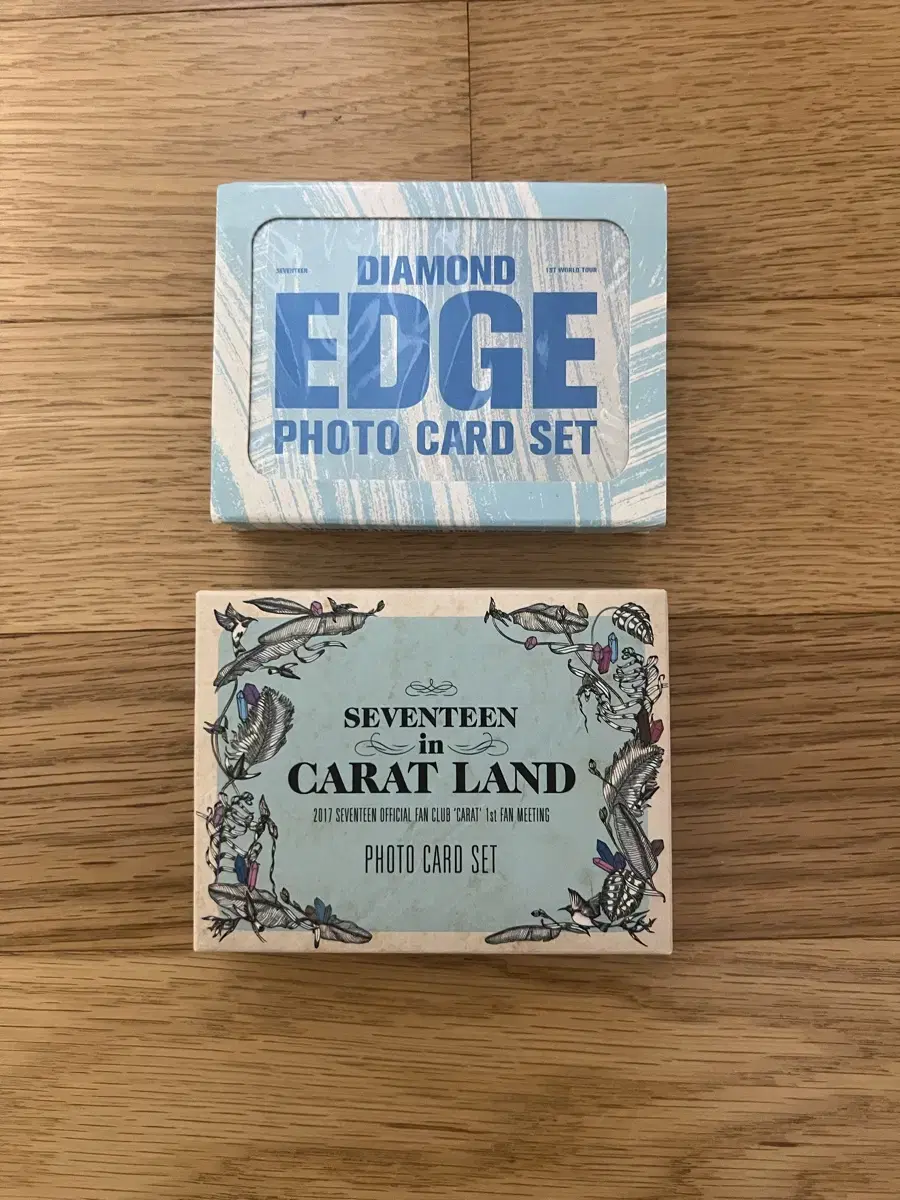 SEVENTEEN
1ST WORLD TOUR
DIAMOND
EDGE
PHOTO CARD SET
SEVENTEEN
in
CARAT LAND
2017 SEVENTEEN OFFICIAL FAN CLUB 'CARAT' 1st FAN MEETING
PHOTO CARD SET